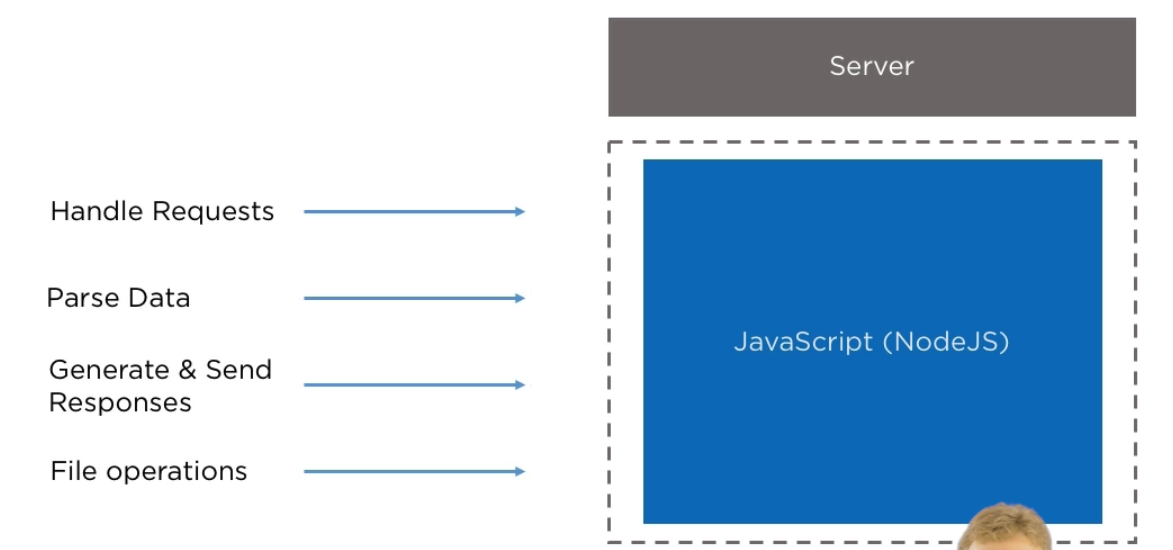 Server
Handle Requests
Parse Data
Generate & Send
Responses
File operations
JavaScript (NodeJS)